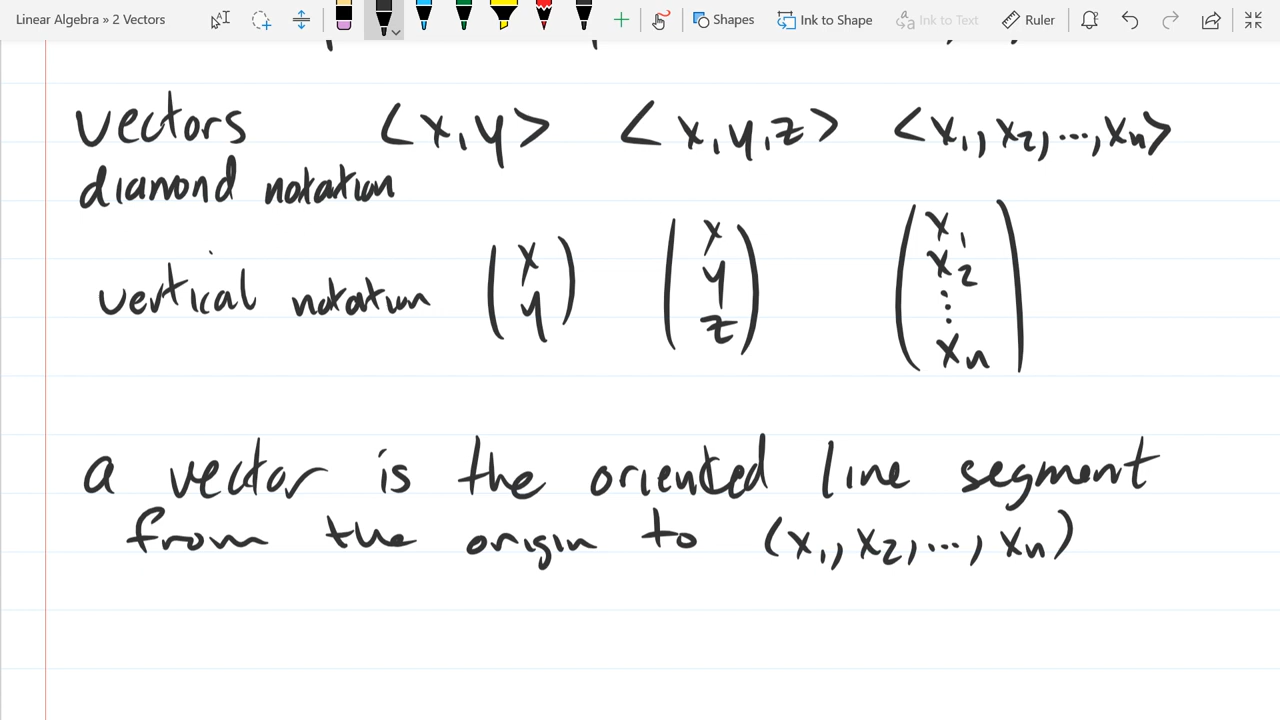 Linear Algebra » 2 Vectors Shapes Ink to Shape Ink to Text Ruler
vectors <x,y> <x,y,z> <x₁,x₂,...,xₙ>
diamond notation
vertical notation (x y) (x y z) (x₁ x₂ ⋮ xₙ)
a vector is the oriented line segment
from the origin to (x₁,x₂,...,xₙ)